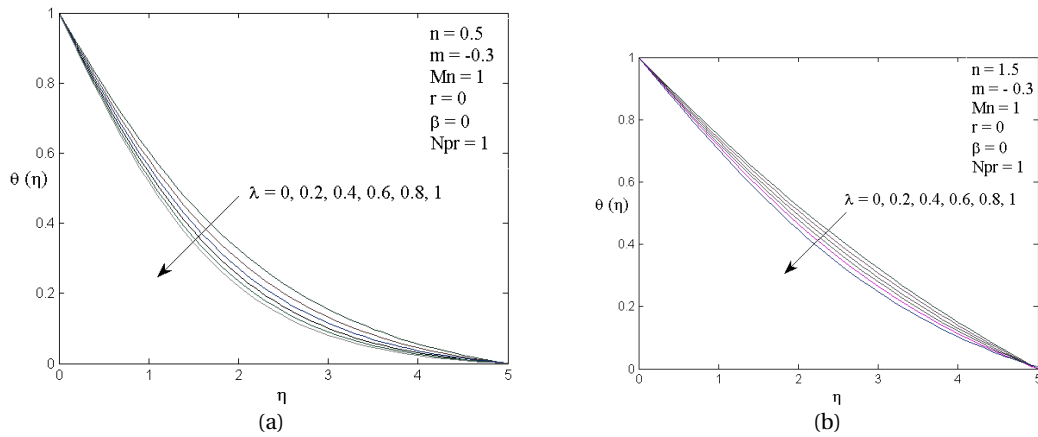 1
0.8
0.6
0.4
0.2
0
θ (η)
n = 0.5
m = -0.3
Mn = 1
r = 0
β = 0
Npr = 1
λ = 0, 0.2, 0.4, 0.6, 0.8, 1
0 1 2 3 4 5
η
(a)
1
0.8
0.6
0.4
0.2
0
θ (η)
n = 1.5
m = - 0.3
Mn = 1
r = 0
β = 0
Npr = 1
λ = 0, 0.2, 0.4, 0.6, 0.8, 1
0 1 2 3 4 5
η
(b)